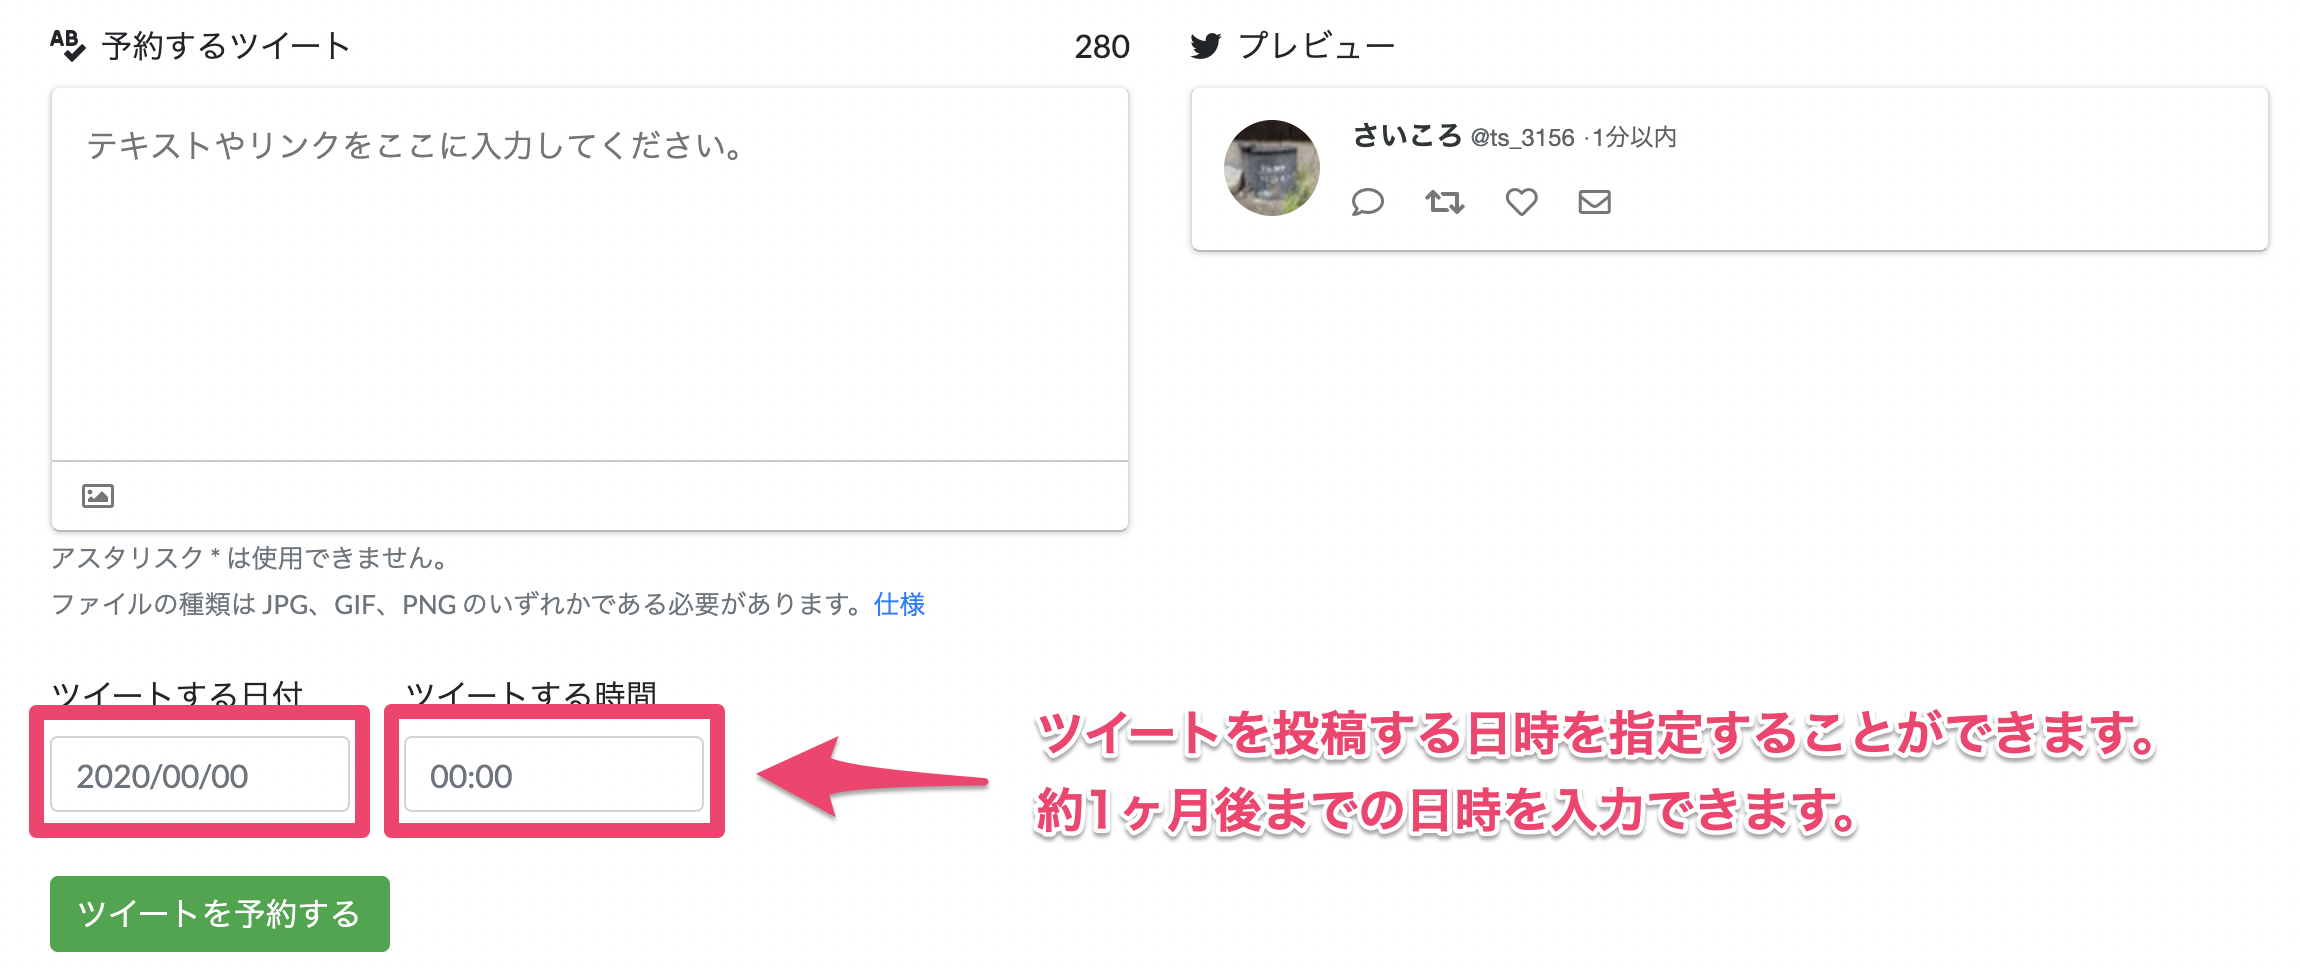 AB 予約するツイート 280
テキストやリンクをここに入力してください。
アスタリスク * は使用できません。
ファイルの種類は JPG、GIF、PNG のいずれかである必要があります。仕様
ツイートする日付 ツイートする時間
2020/00/00 00:00
ツイートを予約する
プレビュー
さいころ @ts_3156 · 1分以内
ツイートを投稿する日時を指定することができます。
約1ヶ月後までの日時を入力できます。